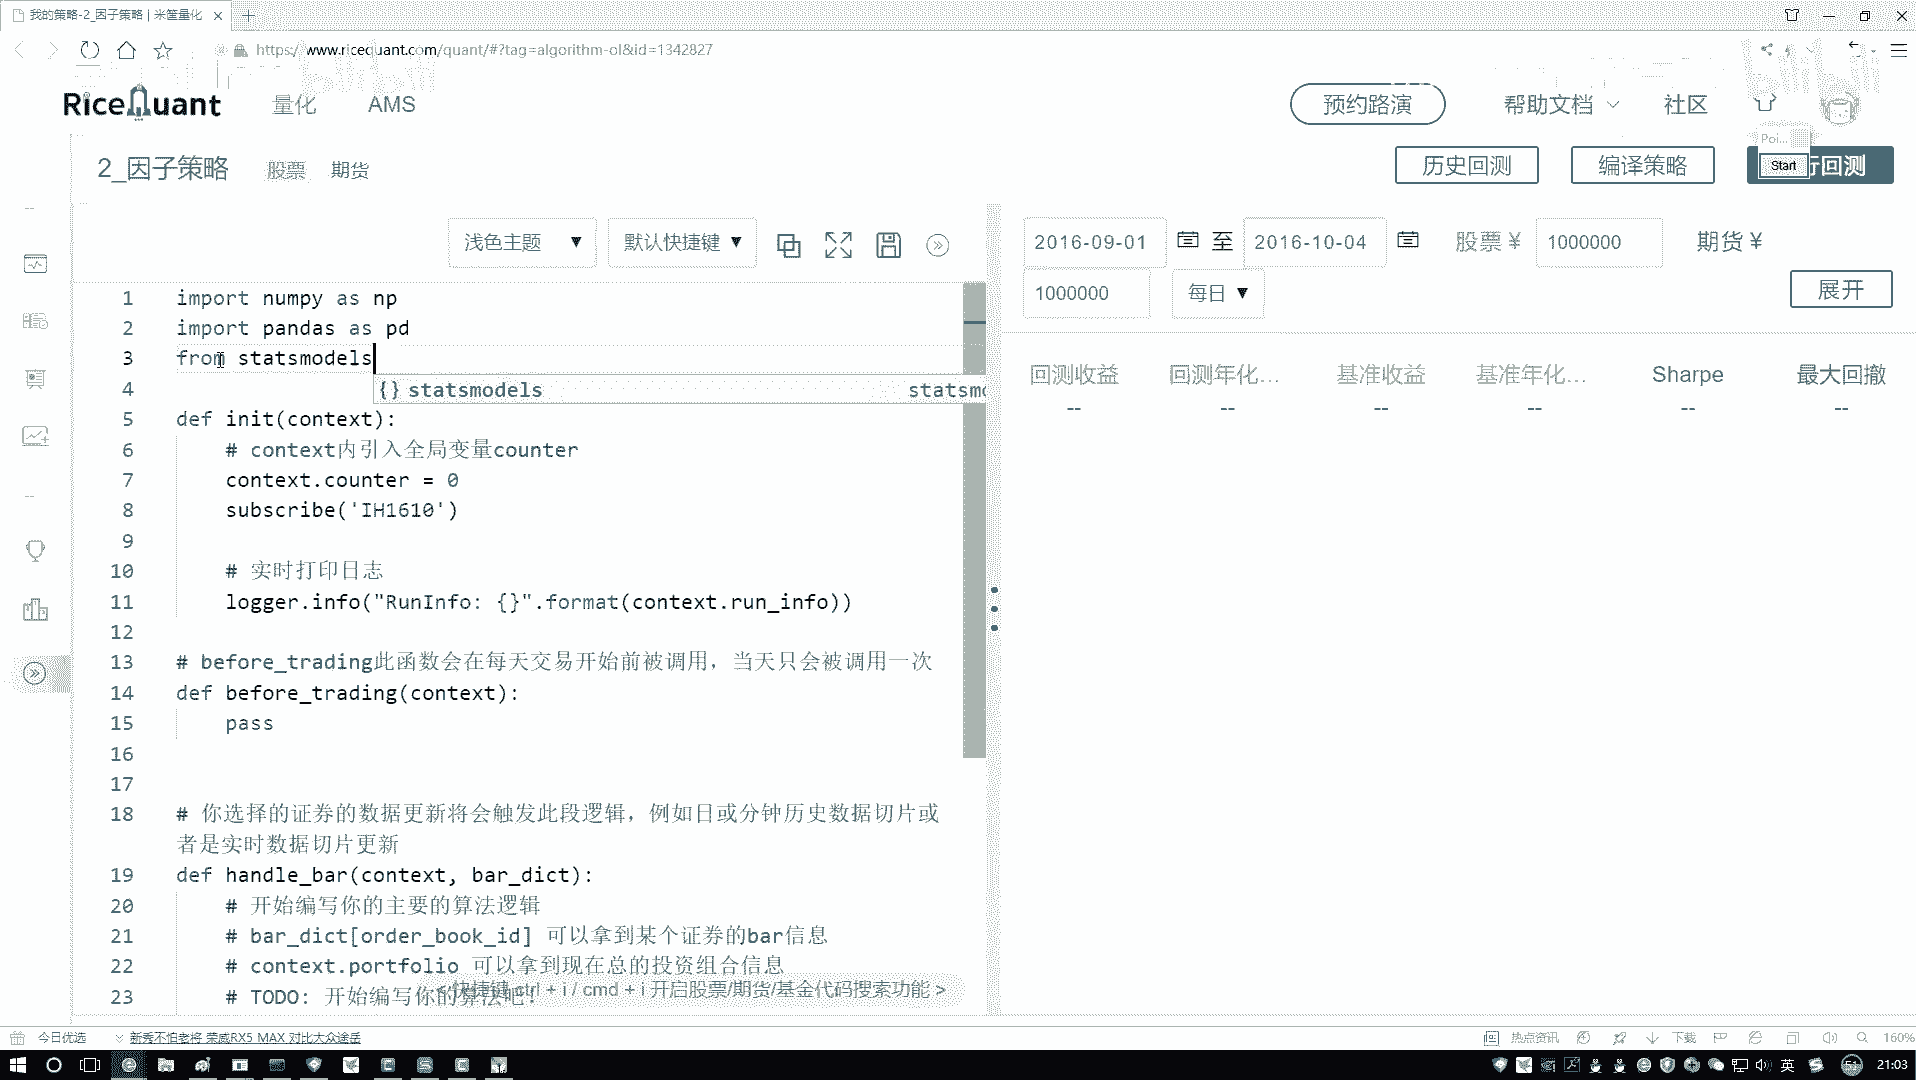 我的策略-2_因子策略 | 米筐量化
https://www.ricequant.com/quant/#?tag=algorithm-ol&id=1342827
RiceQuant 量化 AMS 预约路演 帮助文档 社区
Poi...
2_因子策略 股票 期货 历史回测 编译策略 Start 行回测
浅色主题 ▼ 默认快捷键 ▼
2016-09-01 至 2016-10-04 股票 ¥ 1000000 期货 ¥
1000000 每日 ▼ 展开
回测收益 回测年化... 基准收益 基准年化... Sharpe 最大回撤
-- -- -- -- -- --
1 import numpy as np
2 import pandas as pd
3 from statsmodels
4 {} statsmodels statsmo
5 def init(context):
6 # context内引入全局变量counter
7 context.counter = 0
8 subscribe('IH1610')
9
10 # 实时打印日志
11 logger.info("RunInfo: {}".format(context.run_info))
12
13 # before_trading此函数会在每天交易开始前被调用，当天只会被调用一次
14 def before_trading(context):
15 pass
16
17
18 # 你选择的证券的数据更新将会触发此段逻辑，例如日或分钟历史数据切片或
者是实时数据切片更新
19 def handle_bar(context, bar_dict):
20 # 开始编写你的主要的算法逻辑
21 # bar_dict[order_book_id] 可以拿到某个证券的bar信息
22 # context.portfolio 可以拿到现在总的投资组合信息
23 # TODO: 开始编写你的算法吧!
< 快捷键 ctrl + i / cmd + i 开启股票/期货/基金代码搜索功能 >
今日优选 新秀不怕老将 荣威RX5 MAX 对比大众途岳 热点资讯 下载 160%
英 51 21:03